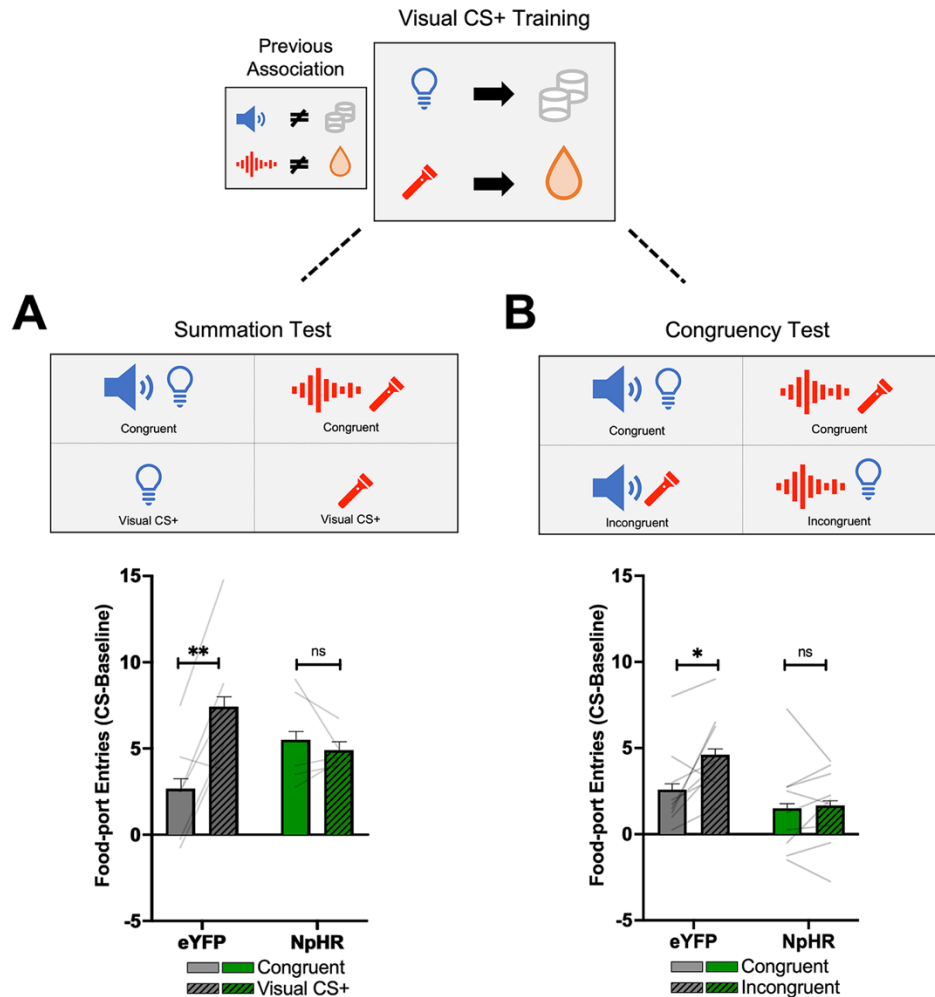 Visual CS+ Training
Previous
Association
≠
≠
A
Summation Test
Congruent
Congruent
Visual CS+
Visual CS+
Food-port Entries (CS-Baseline)
15
10
5
0
-5
**
ns
eYFP
NpHR
Congruent
Visual CS+
B
Congruency Test
Congruent
Congruent
Incongruent
Incongruent
Food-port Entries (CS-Baseline)
15
10
5
0
-5
*
ns
eYFP
NpHR
Congruent
Incongruent